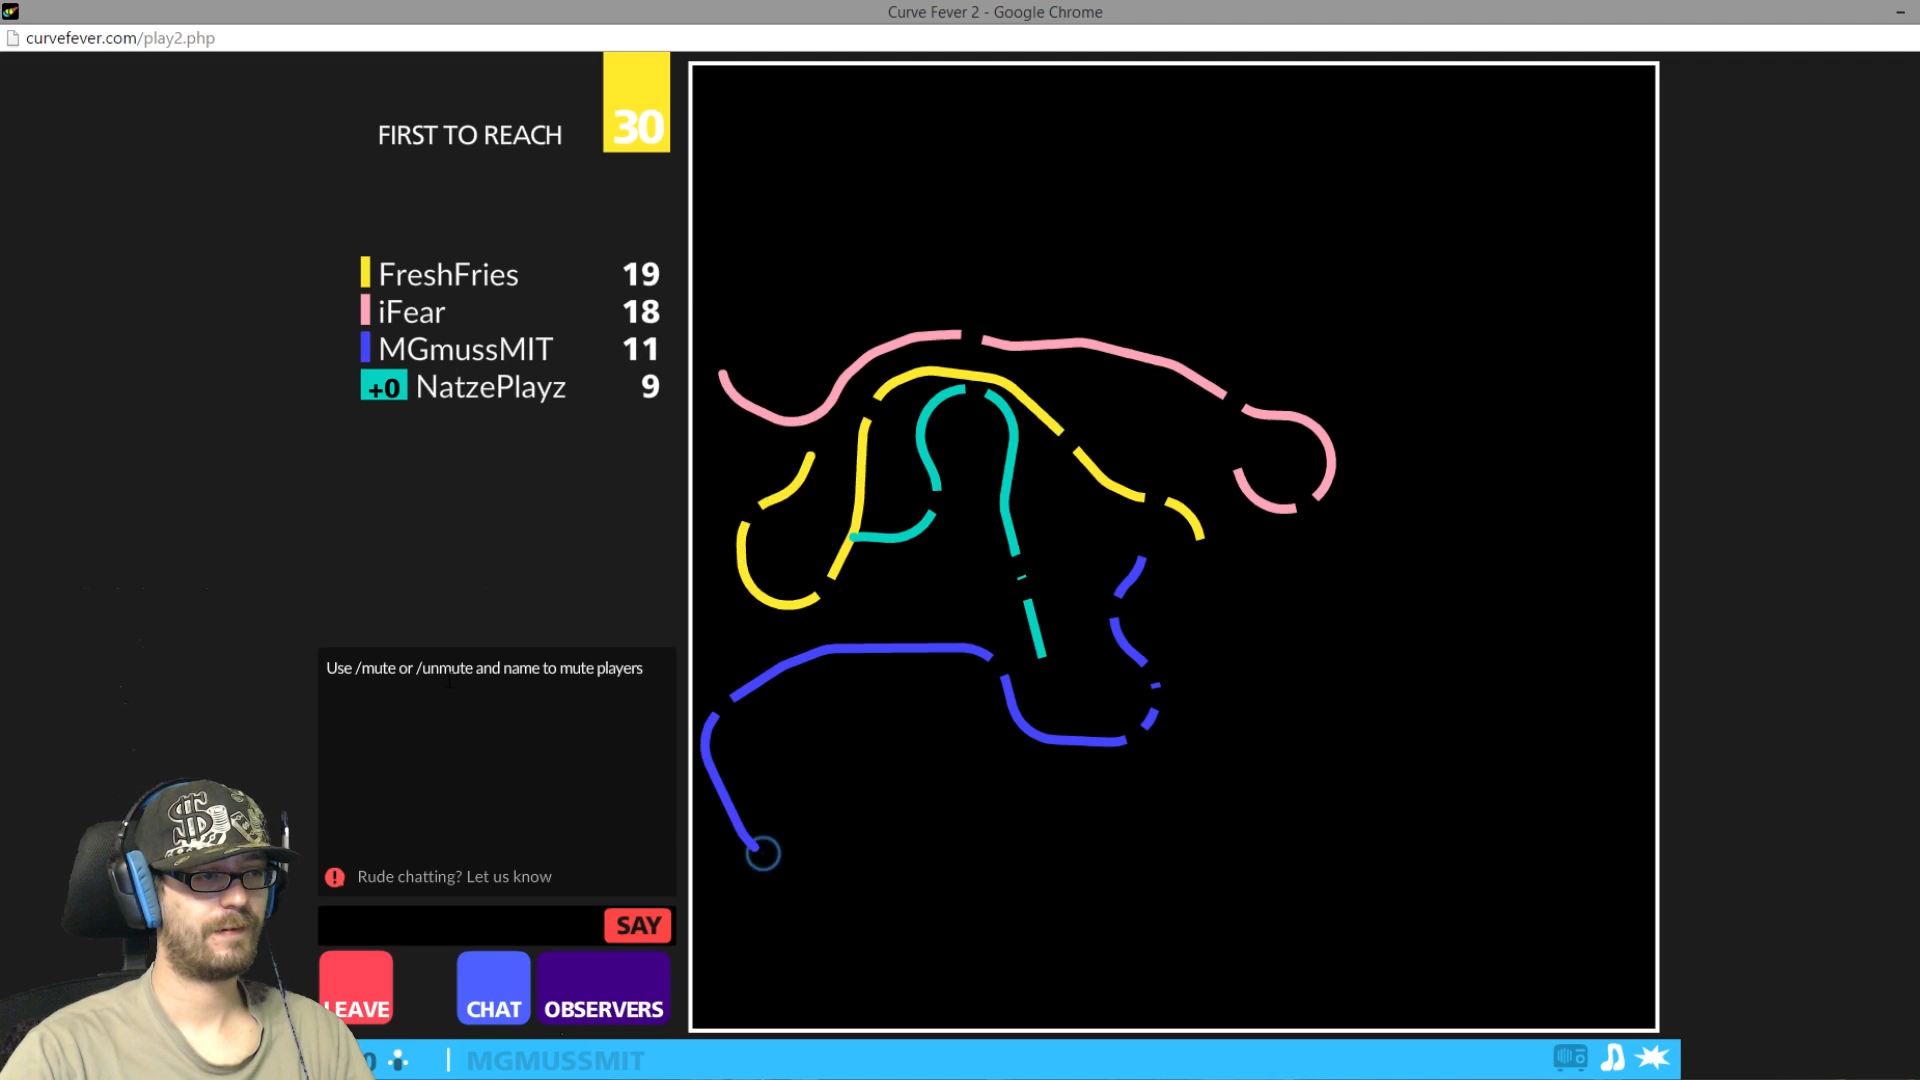 Curve Fever 2 - Google Chrome
curvefever.com/play2.php
FIRST TO REACH 30
FreshFries 19
iFear 18
MGmussMIT 11
+0 NatzePlayz 9
Use /mute or /unmute and name to mute players
Rude chatting? Let us know
SAY
LEAVE CHAT OBSERVERS
0 MGMUSSMIT